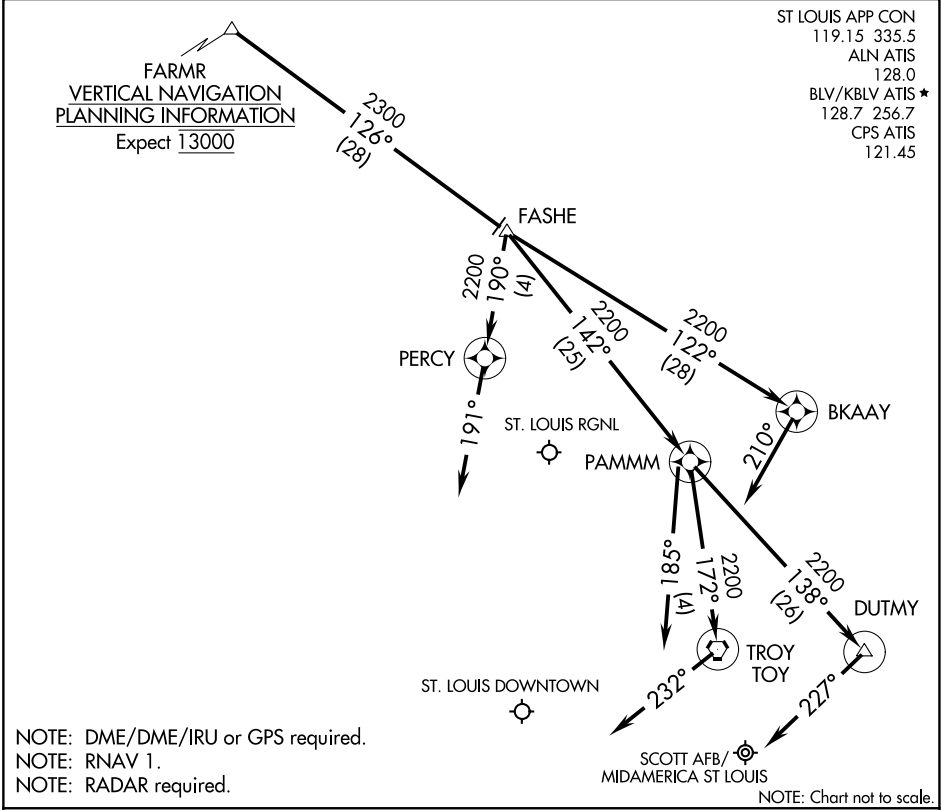 ST LOUIS APP CON
119.15 335.5
ALN ATIS
128.0
BLV/KBLV ATIS ★
128.7 256.7
CPS ATIS
121.45
FARMR
VERTICAL NAVIGATION
PLANNING INFORMATION
Expect 13000
2300
126°
(28)
FASHE
2200
190°
(4)
2200
142°
(25)
2200
122°
(28)
PERCY
191°
BKAAY
210°
ST. LOUIS RGNL
PAMMM
185°
(4)
2200
172°
2200
138°
(26)
DUTMY
TROY
TOY
232°
227°
ST. LOUIS DOWNTOWN
SCOTT AFB/
MIDAMERICA ST LOUIS
NOTE: DME/DME/IRU or GPS required.
NOTE: RNAV 1.
NOTE: RADAR required.
NOTE: Chart not to scale.